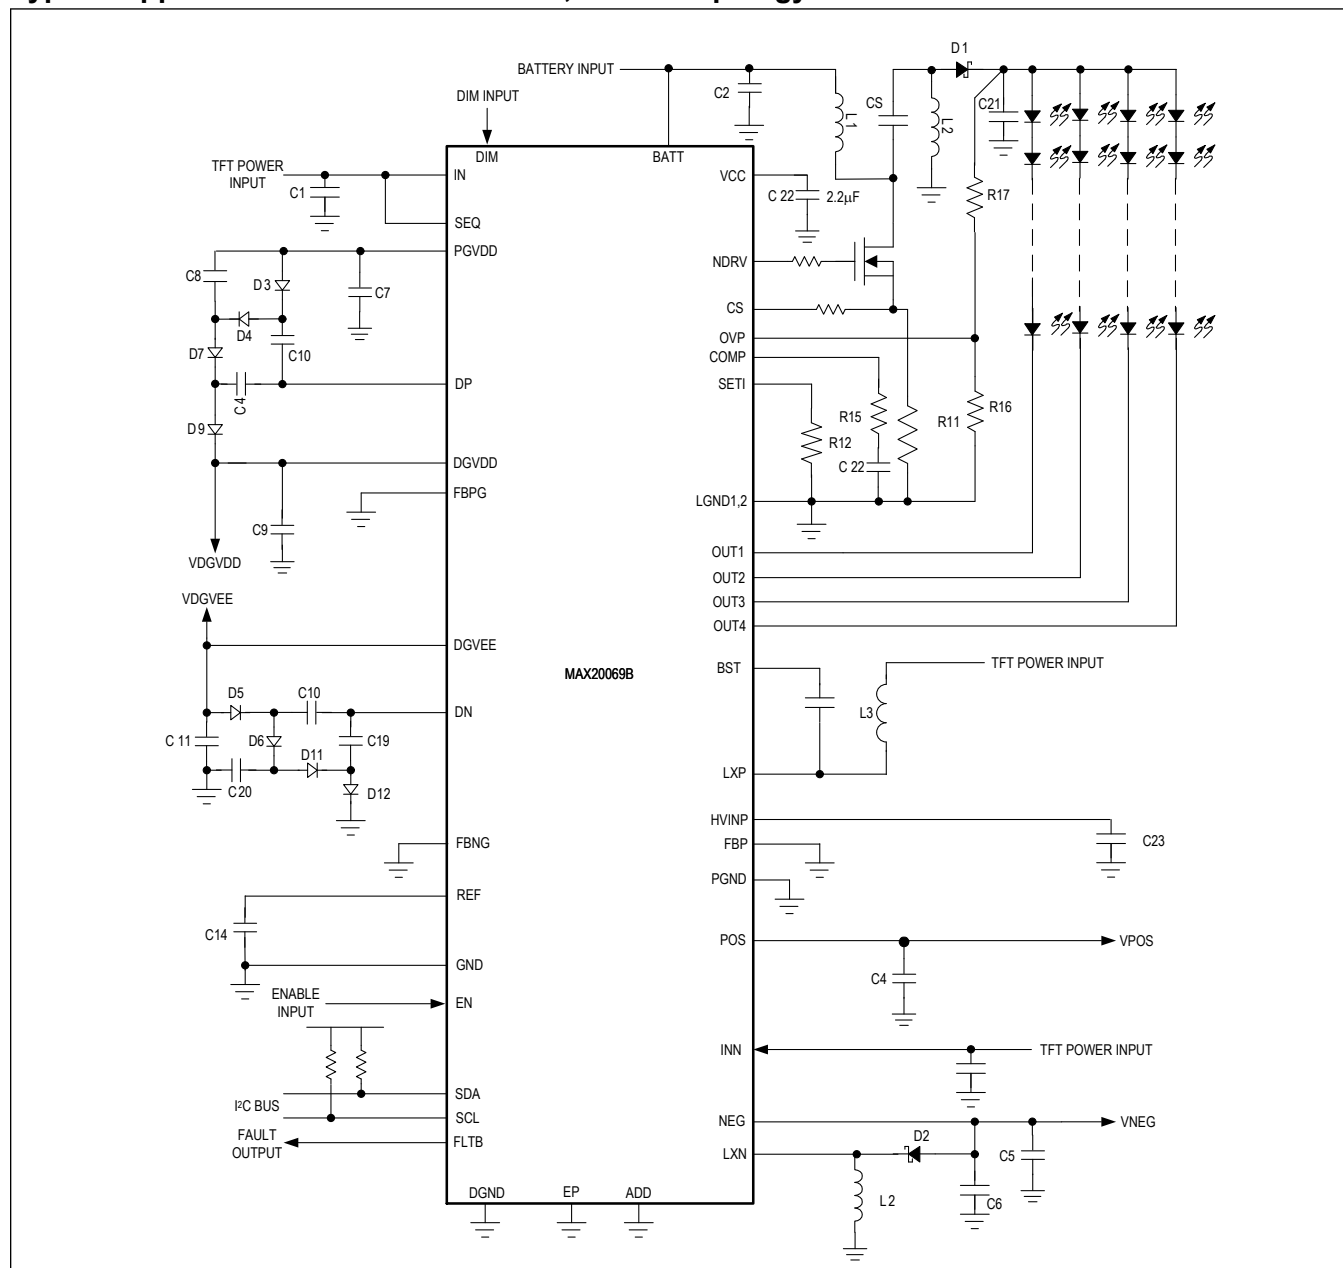 D1
BATTERY INPUT
C2
DIM INPUT
CS
C21
L1
L2
DIM
BATT
TFT POWER
INPUT
IN
VCC
C1
C 22
2.2µF
R17
SEQ
PGVDD
NDRV
C8
D3
C7
CS
D4
OVP
D7
C10
COMP
DP
SETI
C4
R15
R11
R16
D9
R12
DGVDD
C 22
FBPG
LGND1,2
C9
OUT1
VDGVDD
OUT2
VDGVEE
OUT3
OUT4
DGVEE
MAX20069B
BST
TFT POWER INPUT
D5
C10
DN
L3
C 11
D6
C19
D11
C20
D12
LXP
HVINP
FBNG
FBP
C23
PGND
REF
C14
POS
VPOS
GND
C4
ENABLE
INPUT
EN
INN
TFT POWER INPUT
SDA
I²C BUS
SCL
NEG
VNEG
FAULT
OUTPUT
FLTB
D2
LXN
C5
DGND
EP
ADD
L2
C6